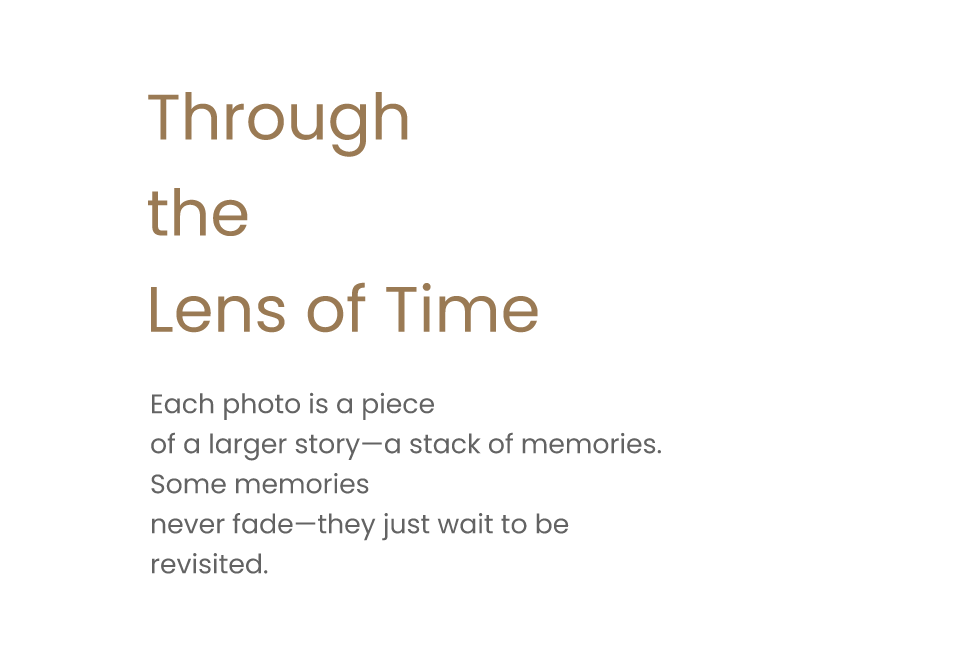 Through
the
Lens of Time
Each photo is a piece
of a larger story—a stack of memories.
Some memories
never fade—they just wait to be
revisited.